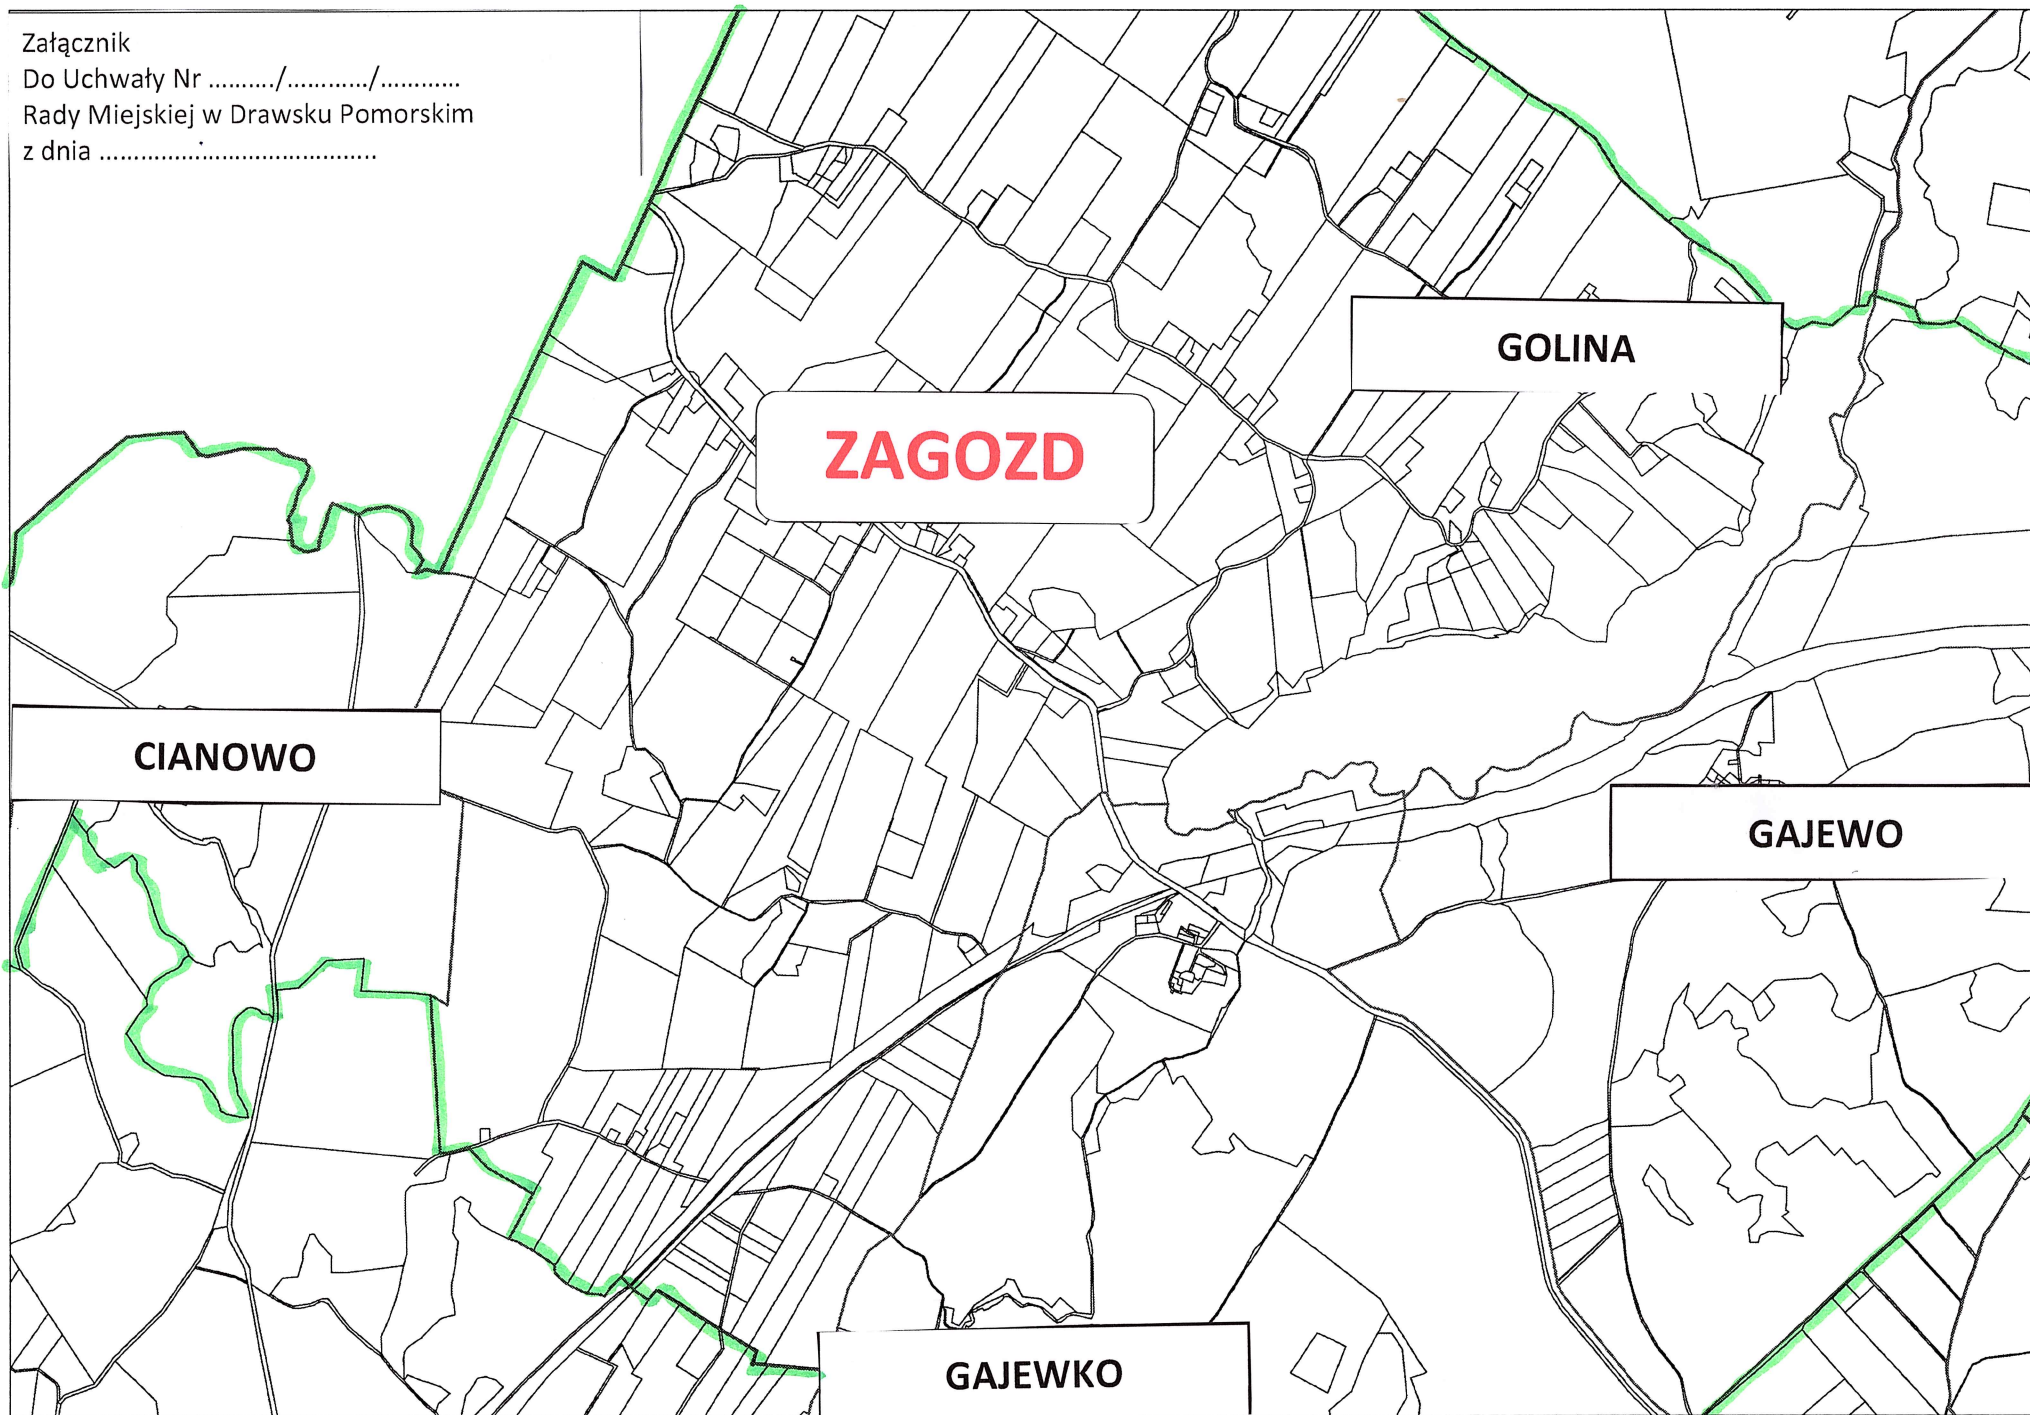 Załącznik
Do Uchwały Nr ........../............/............
Rady Miejskiej w Drawsku Pomorskim
z dnia .........................................
GOLINA
ZAGOZD
CIANOWO
GAJEWO
GAJEWKO